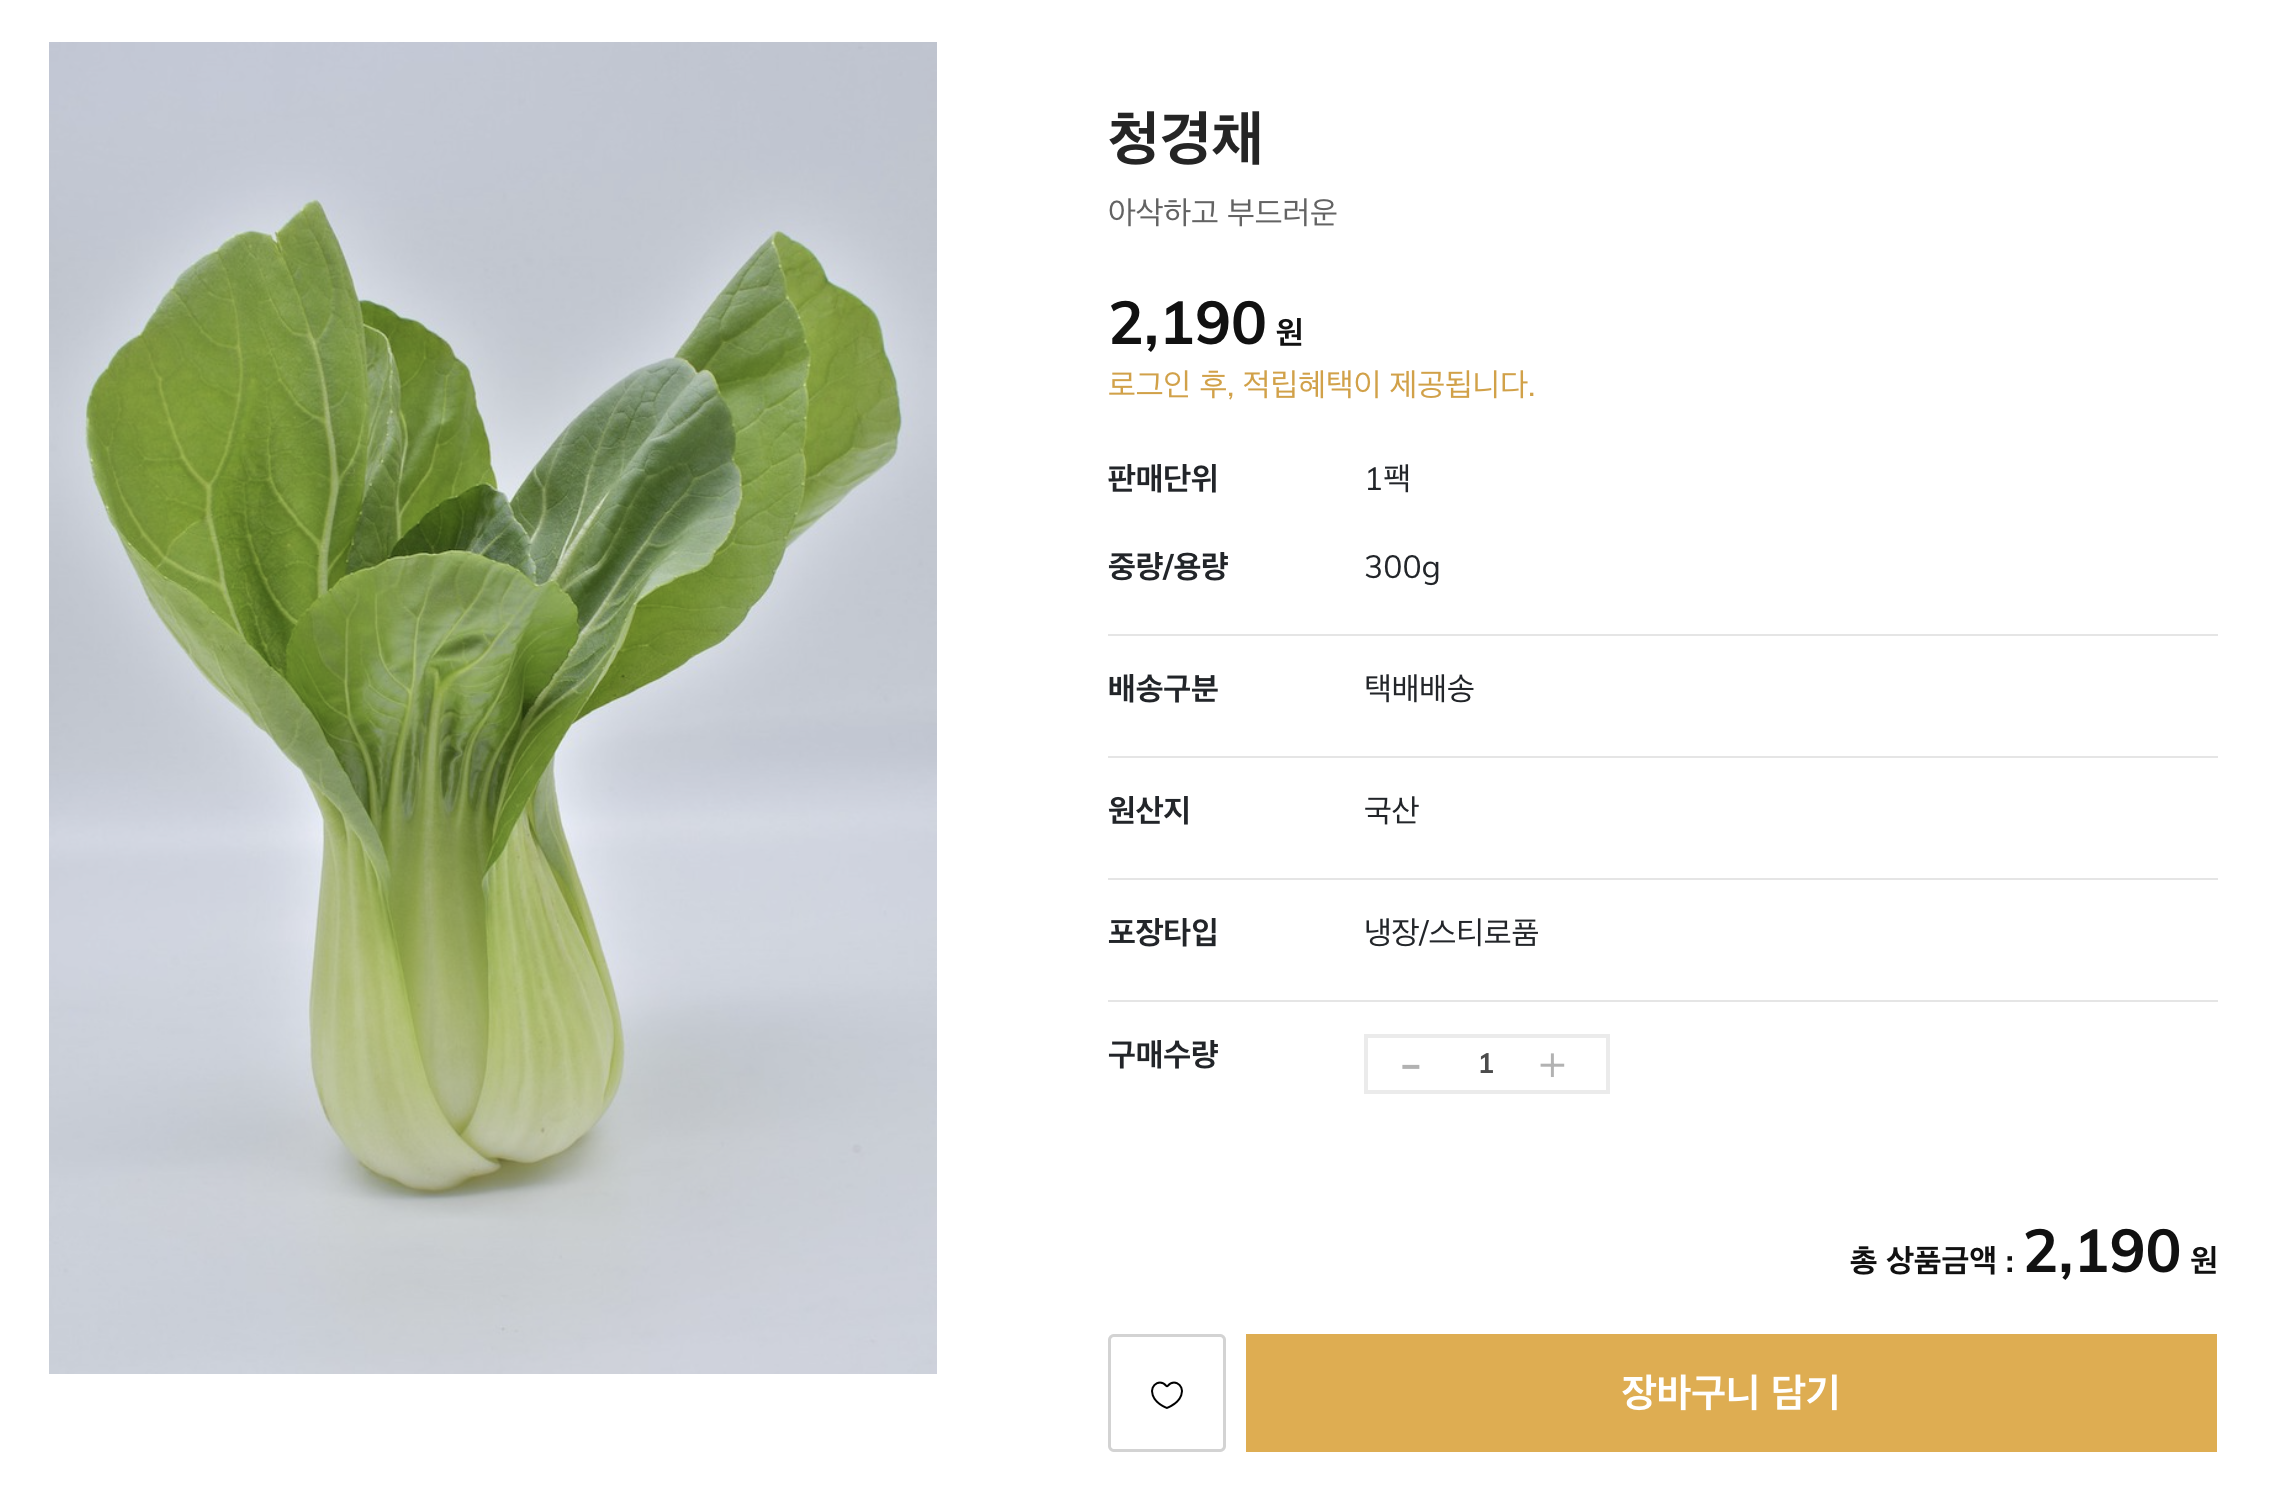 청경채
아삭하고 부드러운
2,190 원
로그인 후, 적립혜택이 제공됩니다.
판매단위 1팩
중량/용량 300g
배송구분 택배배송
원산지 국산
포장타입 냉장/스티로폼
구매수량 - 1 +
총 상품금액 : 2,190 원
장바구니 담기